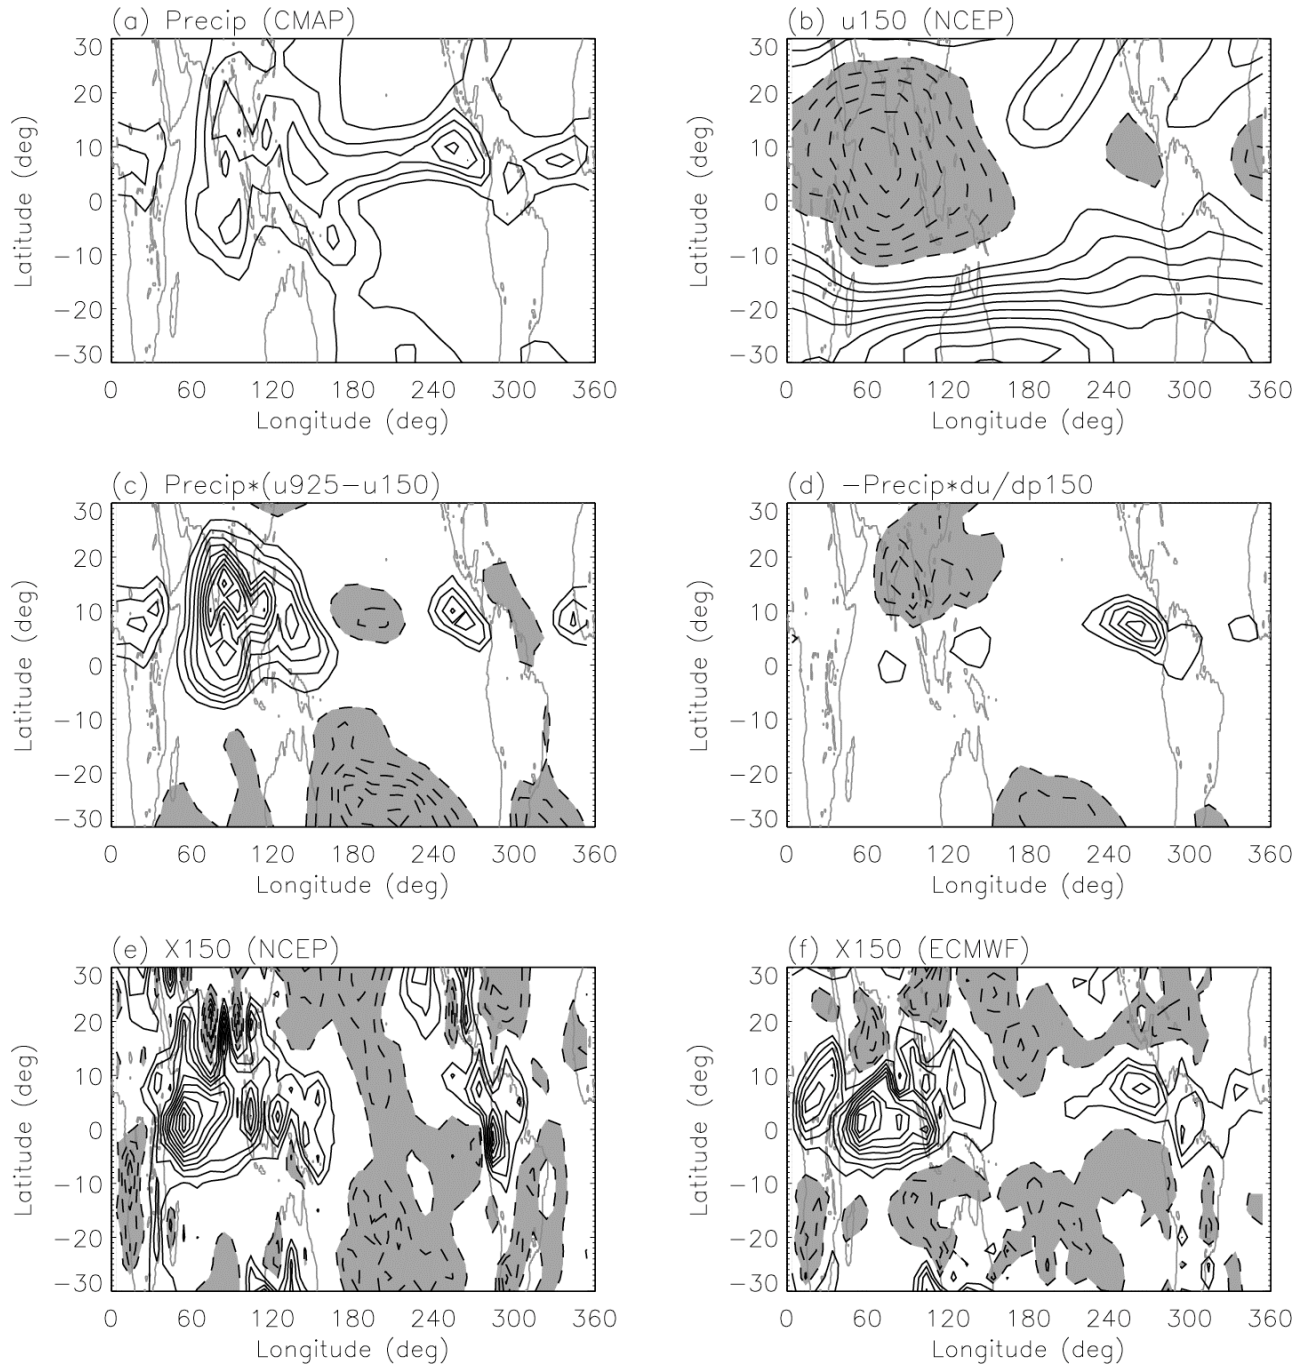 (a) Precip (CMAP)
30
20
10
0
−10
−20
−30
Latitude (deg)
0 60 120 180 240 300 360
Longitude (deg)
(b) u150 (NCEP)
30
20
10
0
−10
−20
−30
Latitude (deg)
0 60 120 180 240 300 360
Longitude (deg)
(c) Precip*(u925−u150)
30
20
10
0
−10
−20
−30
Latitude (deg)
0 60 120 180 240 300 360
Longitude (deg)
(d) −Precip*du/dp150
30
20
10
0
−10
−20
−30
Latitude (deg)
0 60 120 180 240 300 360
Longitude (deg)
(e) X150 (NCEP)
30
20
10
0
−10
−20
−30
Latitude (deg)
0 60 120 180 240 300 360
Longitude (deg)
(f) X150 (ECMWF)
30
20
10
0
−10
−20
−30
Latitude (deg)
0 60 120 180 240 300 360
Longitude (deg)